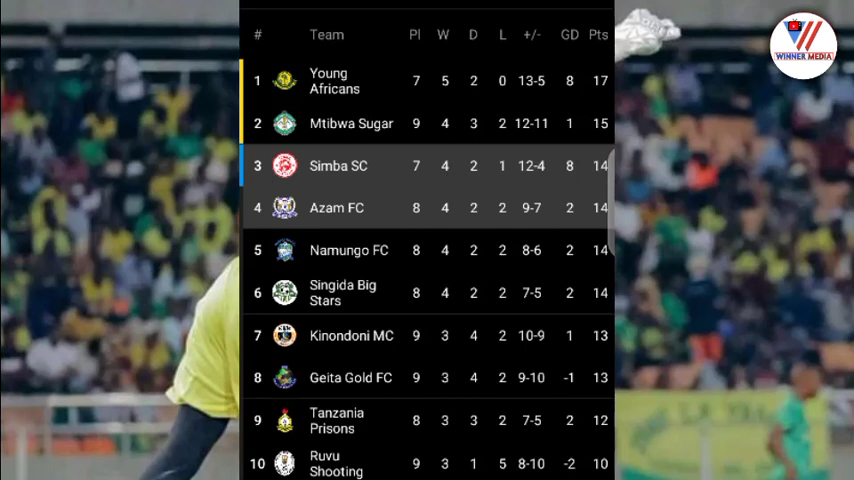 # Team Pl W D L +/- GD Pts
1 Young Africans 7 5 2 0 13-5 8 17
2 Mtibwa Sugar 9 4 3 2 12-11 1 15
3 Simba SC 7 4 2 1 12-4 8 14
4 Azam FC 8 4 2 2 9-7 2 14
5 Namungo FC 8 4 2 2 8-6 2 14
6 Singida Big Stars 8 4 2 2 7-5 2 14
7 Kinondoni MC 9 3 4 2 10-9 1 13
8 Geita Gold FC 9 3 4 2 9-10 -1 13
9 Tanzania Prisons 8 3 3 2 7-5 2 12
10 Ruvu Shooting 9 3 1 5 8-10 -2 10
WINNER MEDIA